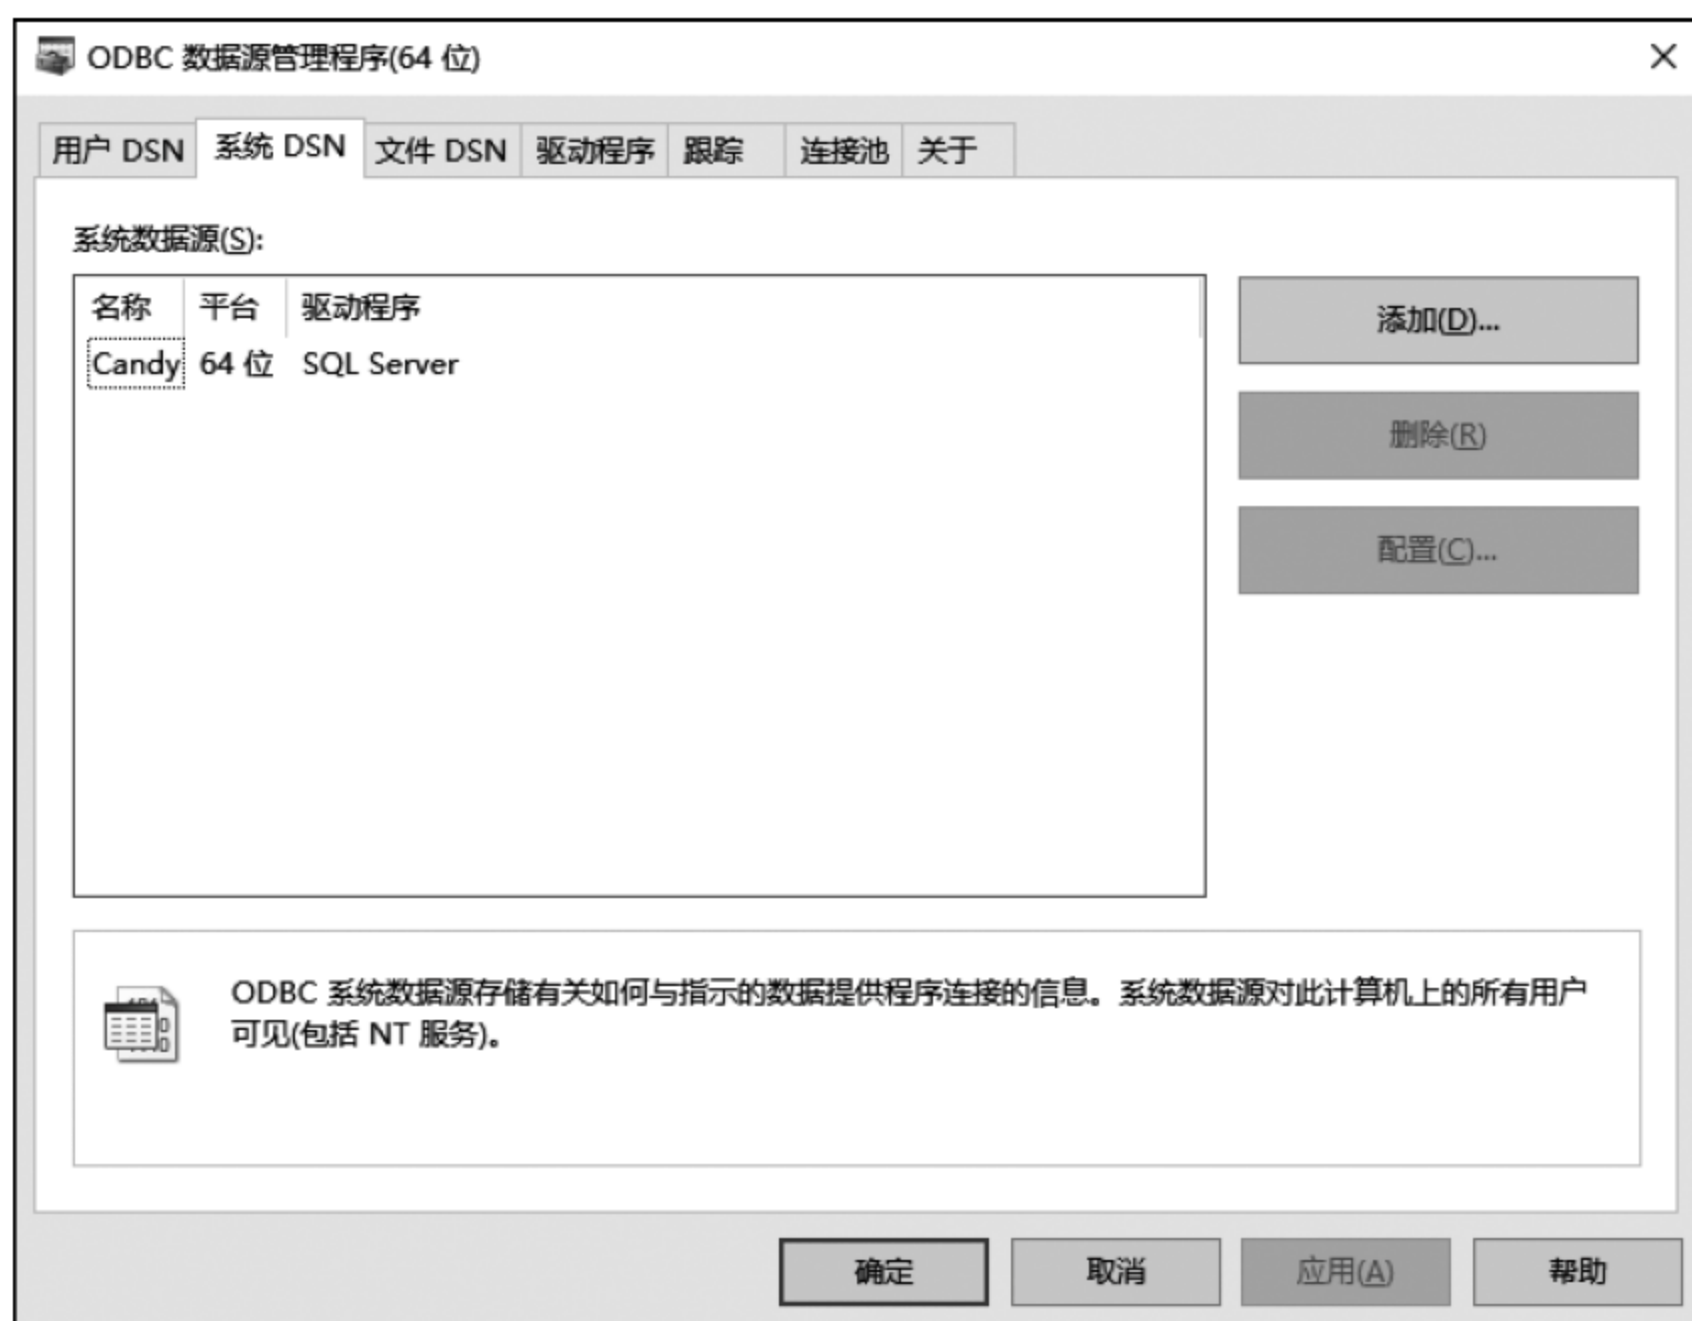 ODBC 数据源管理程序(64 位)
用户 DSN 系统 DSN 文件 DSN 驱动程序 跟踪 连接池 关于
系统数据源(S):
名称 平台 驱动程序
Candy 64 位 SQL Server
添加(D)...
删除(R)
配置(C)...
ODBC 系统数据源存储有关如何与指示的数据提供程序连接的信息。系统数据源对此计算机上的所有用户
可见(包括 NT 服务)。
确定 取消 应用(A) 帮助